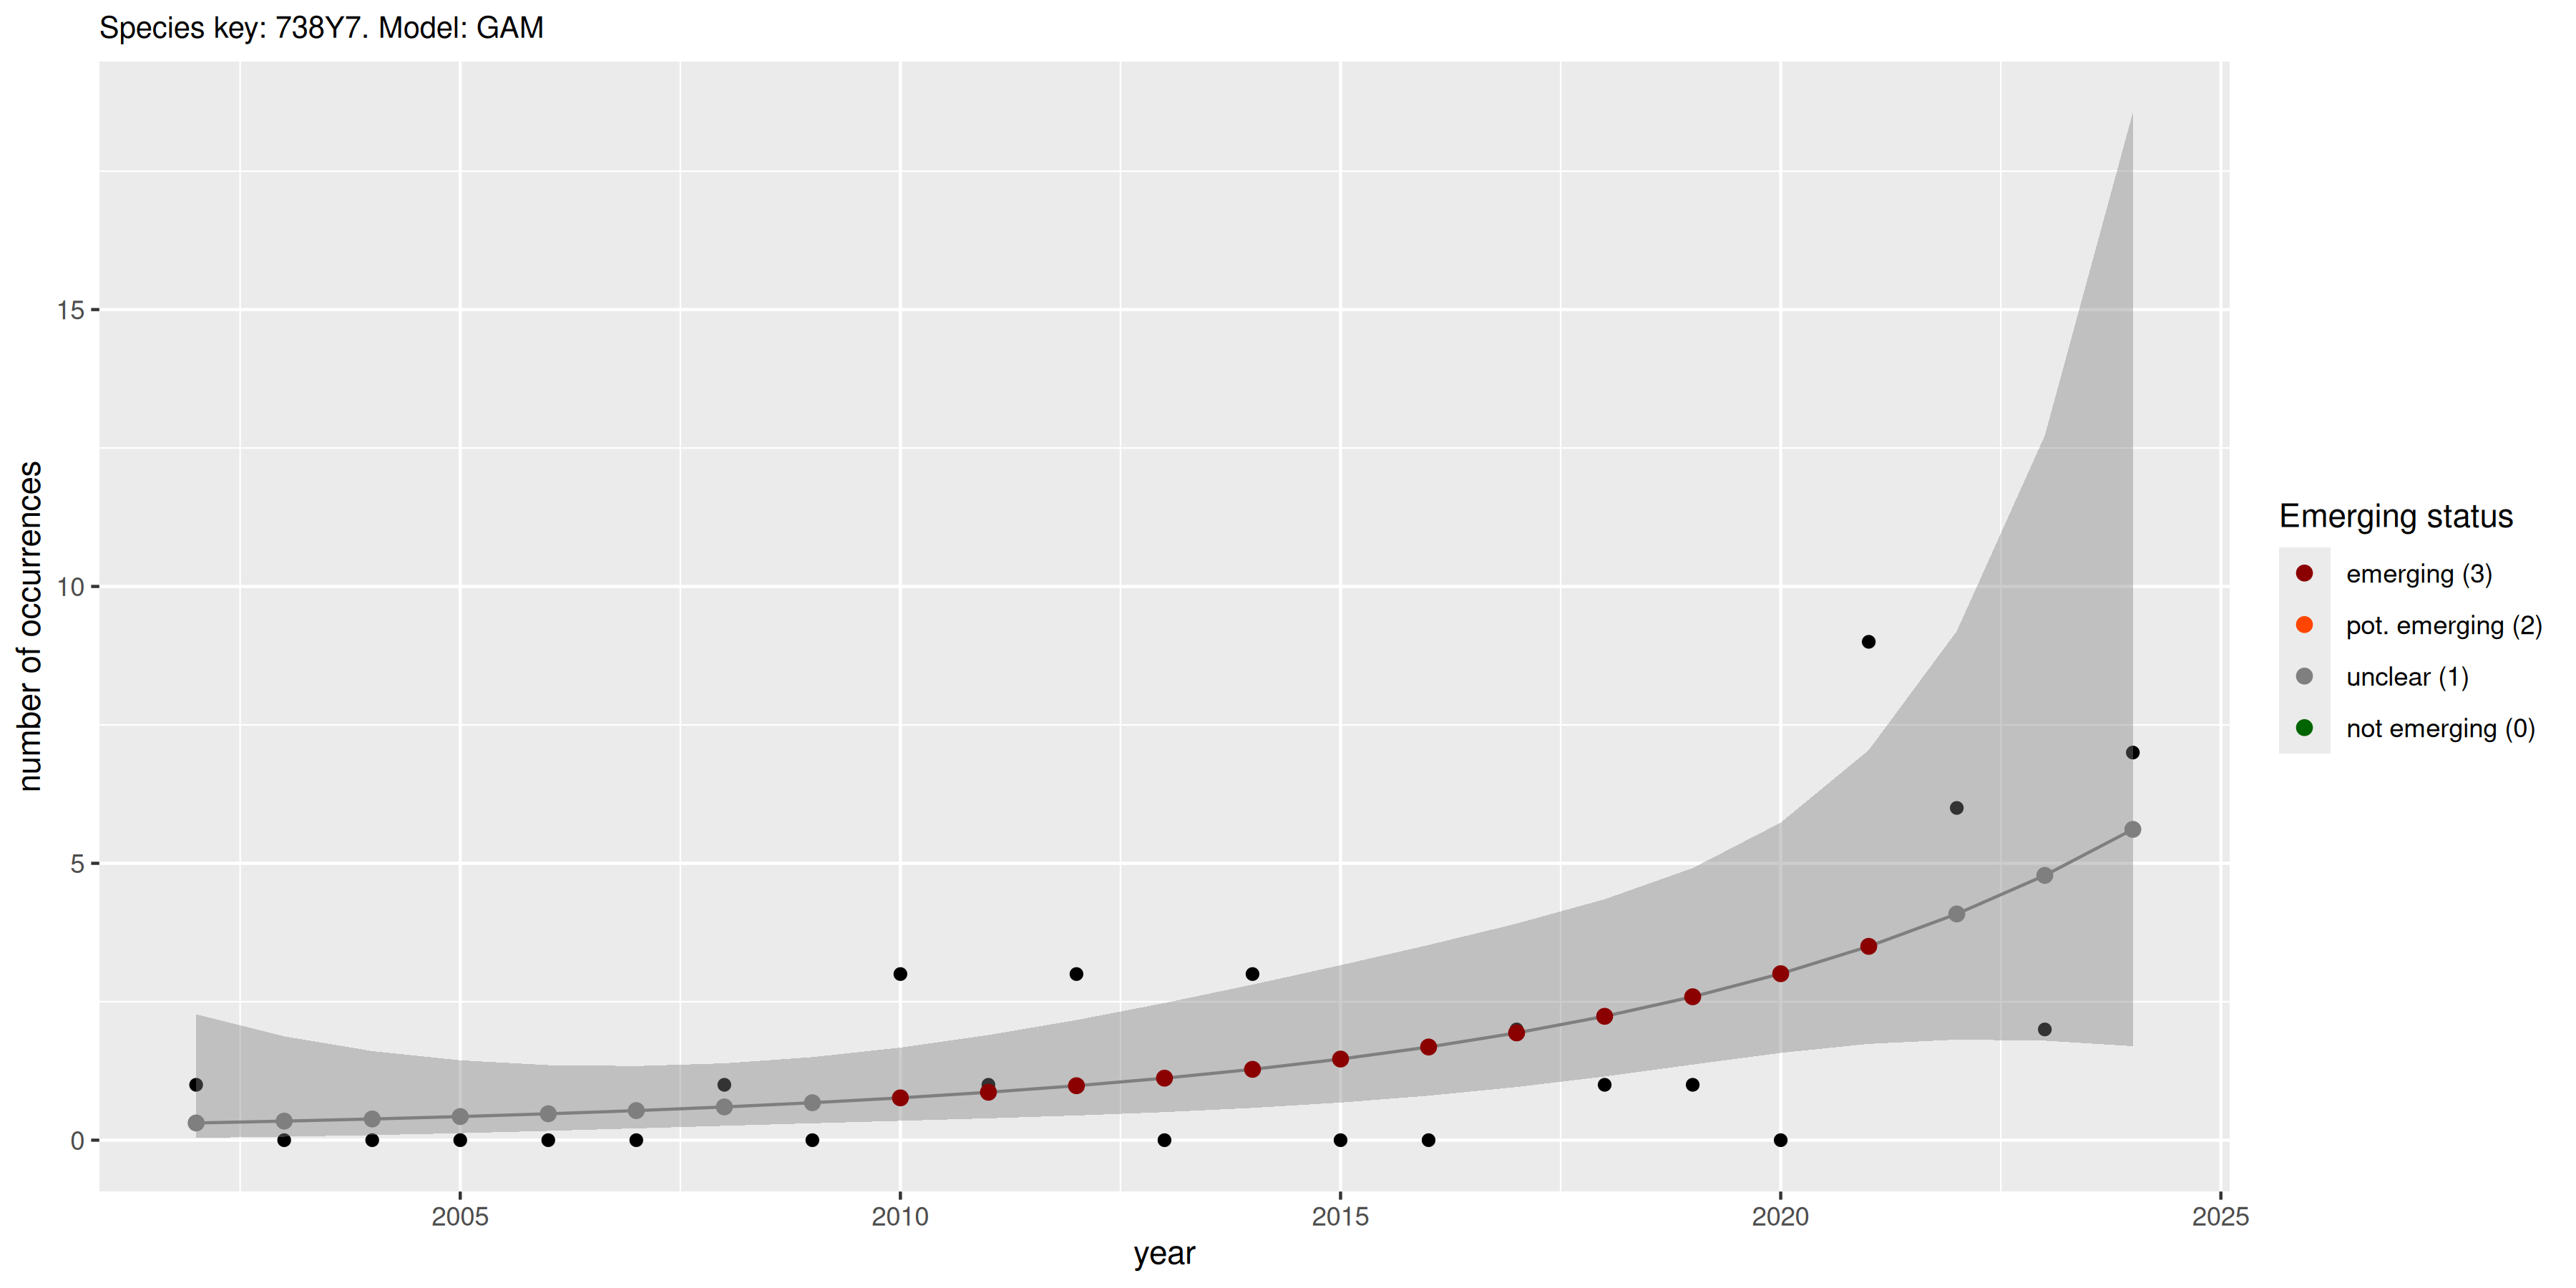 Species key: 738Y7. Model: GAM
number of occurrences
15
10
5
0
2005
2010
2015
2020
2025
year
Emerging status
emerging (3)
pot. emerging (2)
unclear (1)
not emerging (0)